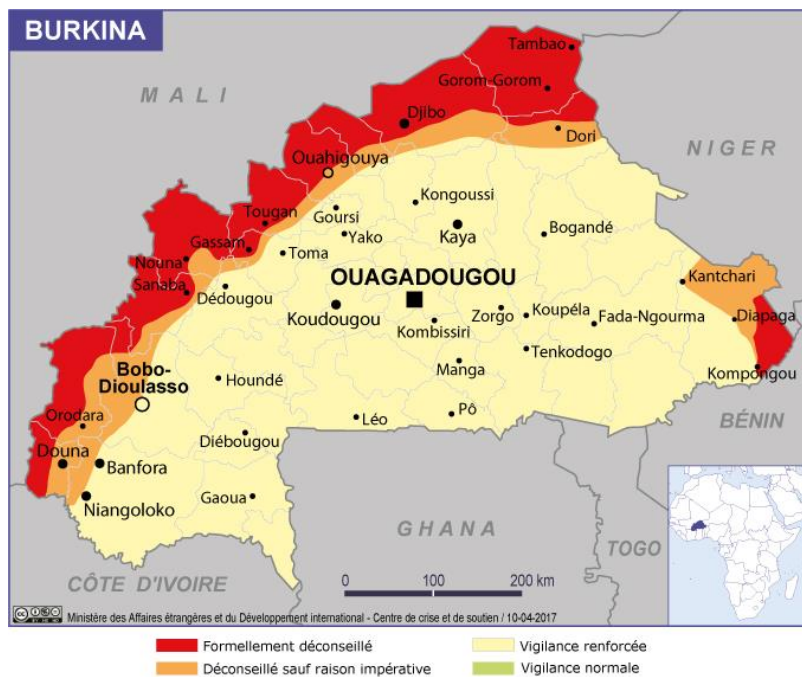 BURKINA
Tambao
Gorom-Gorom
MALI
Djibo
Dori
NIGER
Ouahigouya
Kongoussi
Tougan
Goursi
Bogandé
Gassam
Yako
Kaya
Nouna
Toma
Kantchari
Sanaba
OUAGADOUGOU
Dédougou
Zorgo
Koupéla
Diapaga
Koudougou
Kombissiri
Fada-Ngourma
Tenkodogo
Bobo-
Dioulasso
Houndé
Manga
Kompongou
Orodara
Léo
Pô
BÉNIN
Diébougou
Douna
Banfora
Niangoloko
Gaoua
GHANA
TOGO
CÔTE D'IVOIRE
0 100 200 km
cc Ministère des Affaires étrangères et du Développement international - Centre de crise et de soutien / 10-04-2017
Formellement déconseillé
Vigilance renforcée
Déconseillé sauf raison impérative
Vigilance normale